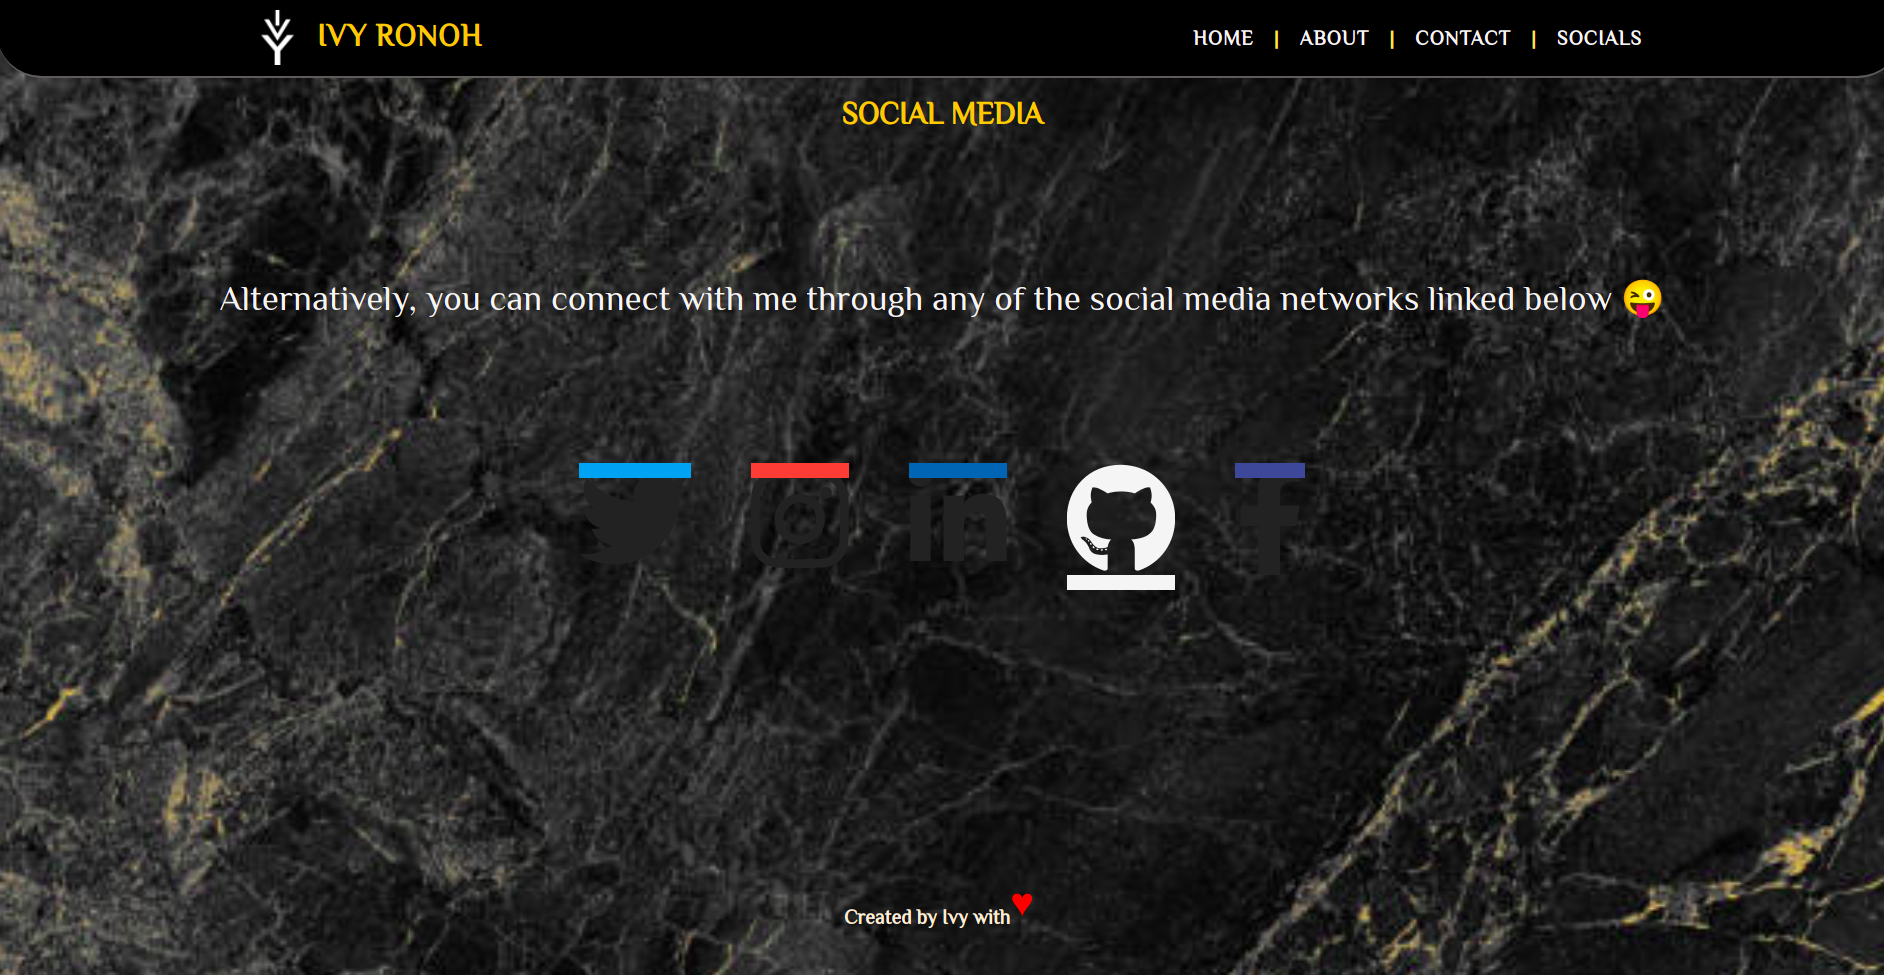 IVY RONOH
HOME | ABOUT | CONTACT | SOCIALS
SOCIAL MEDIA
Alternatively, you can connect with me through any of the social media networks linked below 😜
in
f
Created by Ivy with ♥